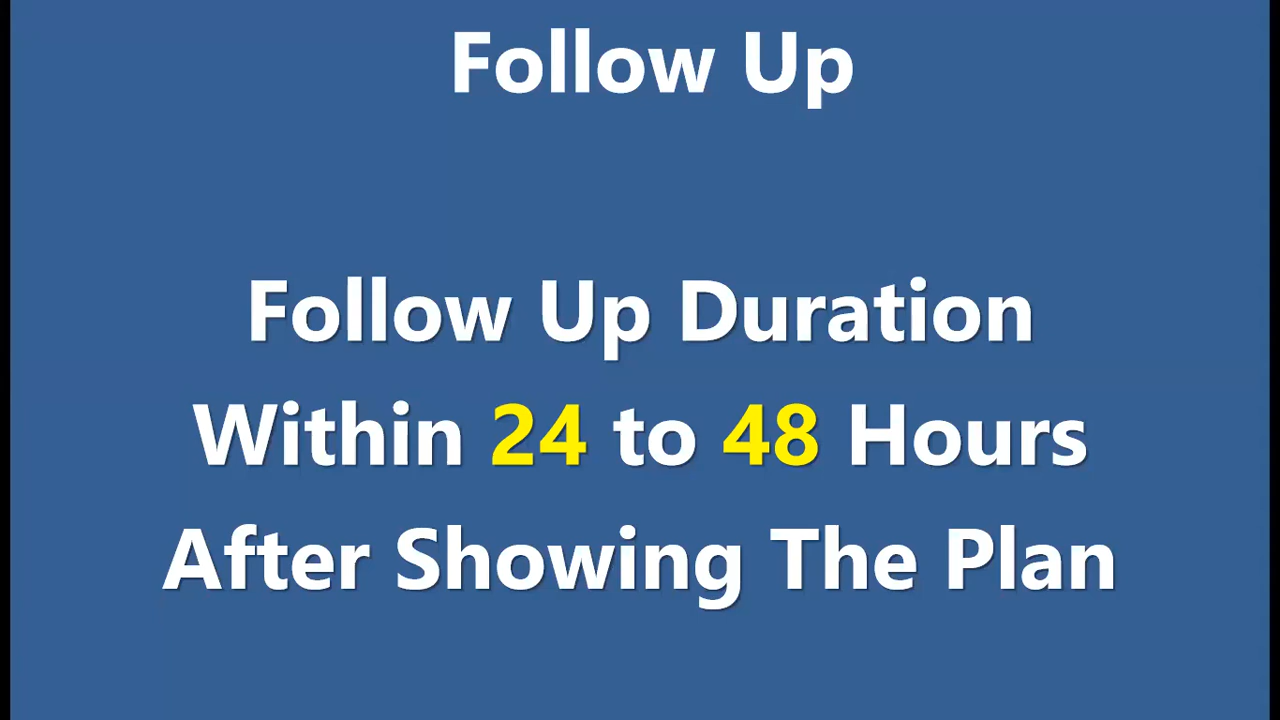 Follow Up
Follow Up Duration
Within 24 to 48 Hours
After Showing The Plan